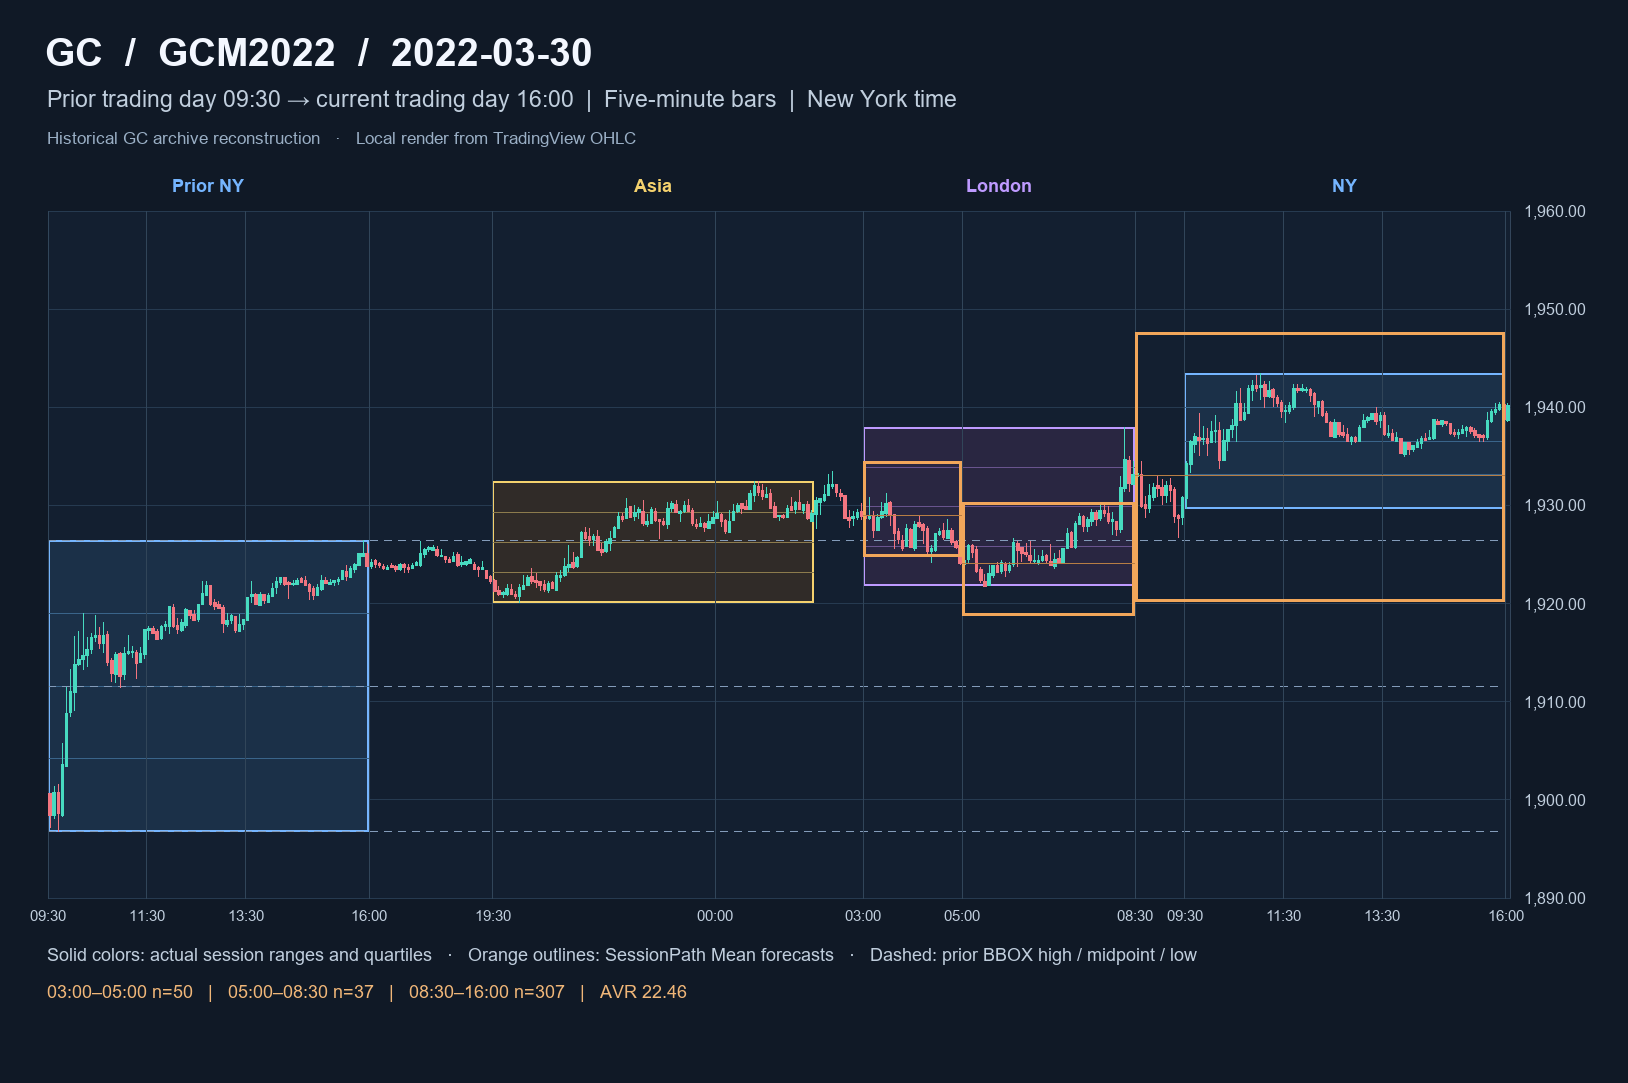 GC / GCM2022 / 2022-03-30
Prior trading day 09:30 → current trading day 16:00 | Five-minute bars | New York time
Historical GC archive reconstruction · Local render from TradingView OHLC
Prior NY Asia London NY
1,960.00
1,950.00
1,940.00
1,930.00
1,920.00
1,910.00
1,900.00
1,890.00
09:30 11:30 13:30 16:00 19:30 00:00 03:00 05:00 08:30 09:30 11:30 13:30 16:00
Solid colors: actual session ranges and quartiles · Orange outlines: SessionPath Mean forecasts · Dashed: prior BBOX high / midpoint / low
03:00–05:00 n=50 | 05:00–08:30 n=37 | 08:30–16:00 n=307 | AVR 22.46